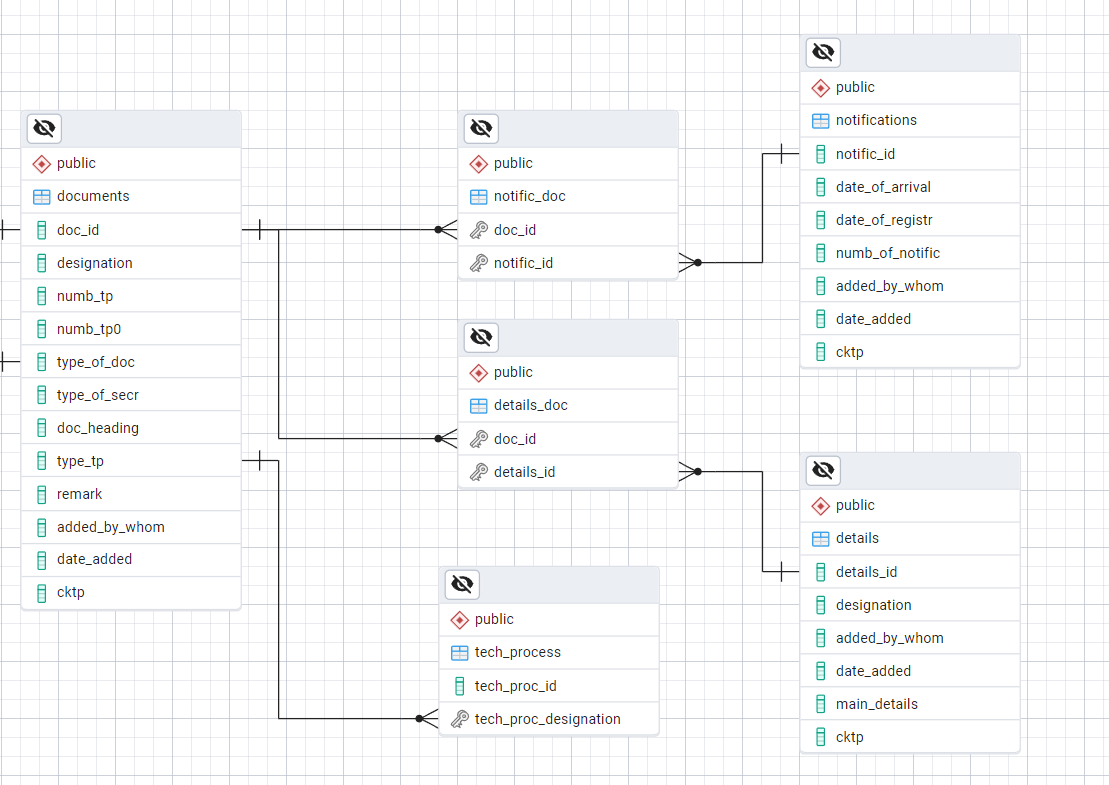 public
documents
doc_id
designation
numb_tp
numb_tp0
type_of_doc
type_of_secr
doc_heading
type_tp
remark
added_by_whom
date_added
cktp
public
notific_doc
doc_id
notific_id
public
details_doc
doc_id
details_id
public
tech_process
tech_proc_id
tech_proc_designation
public
notifications
notific_id
date_of_arrival
date_of_registr
numb_of_notific
added_by_whom
date_added
cktp
public
details
details_id
designation
added_by_whom
date_added
main_details
cktp